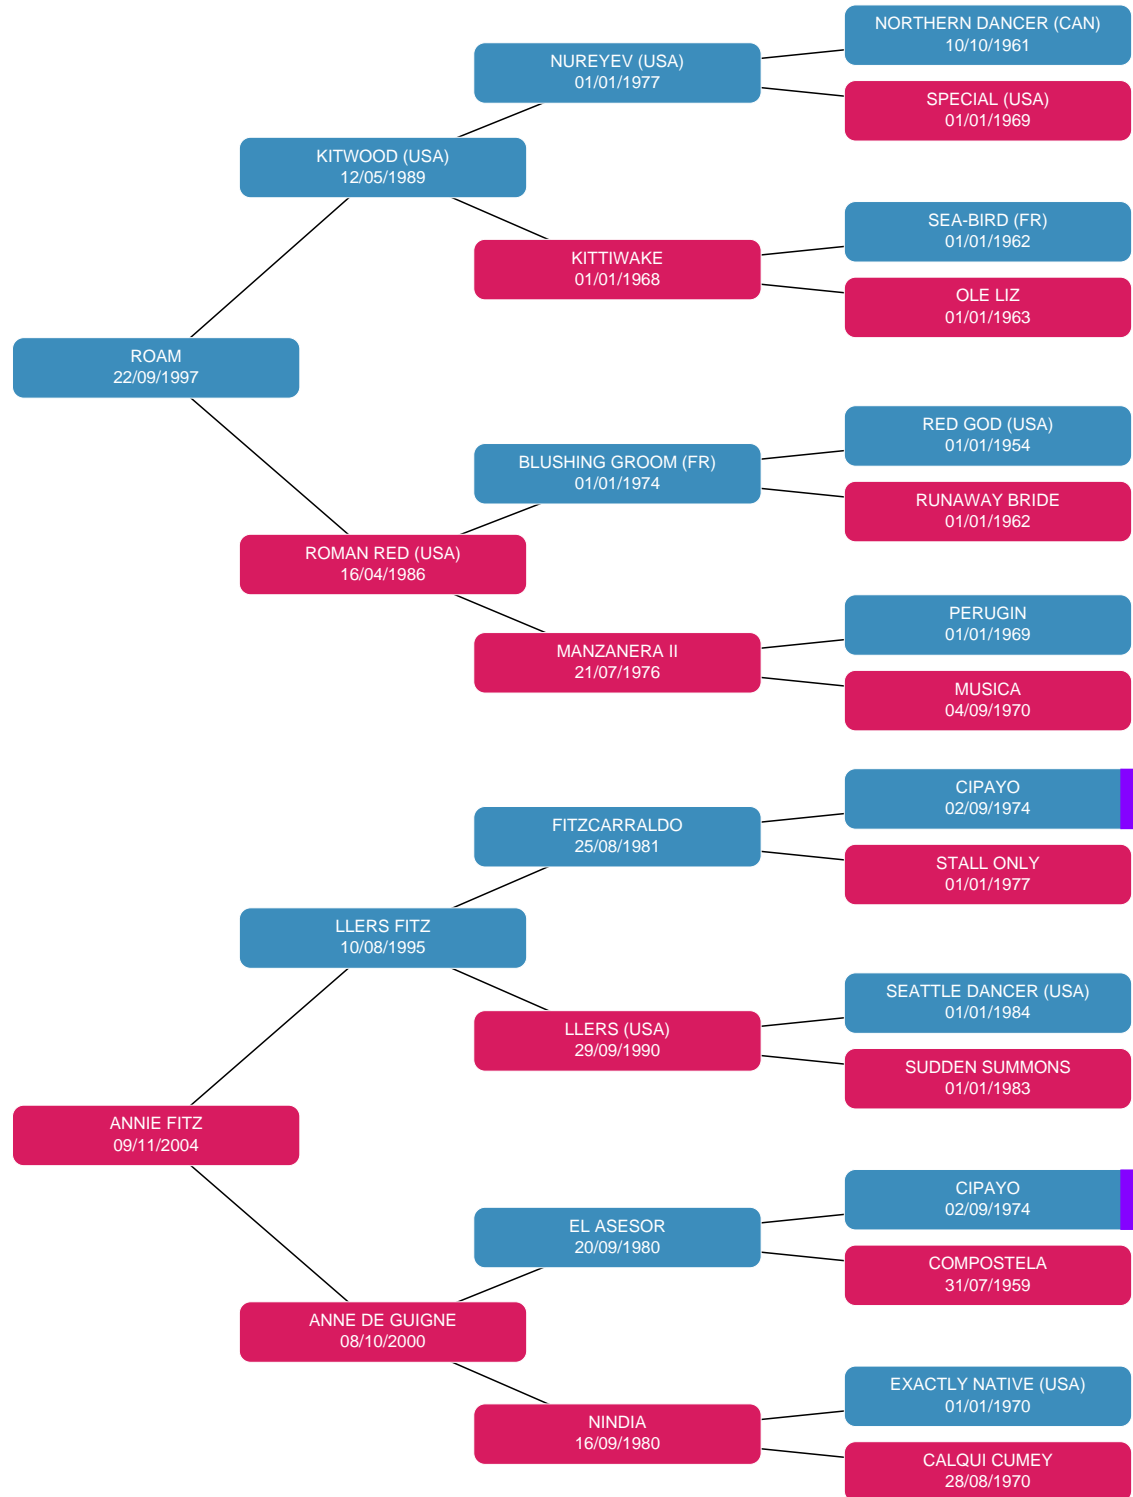 NORTHERN DANCER (CAN)
10/10/1961
NUREYEV (USA)
01/01/1977
SPECIAL (USA)
01/01/1969
KITWOOD (USA)
12/05/1989
SEA-BIRD (FR)
01/01/1962
KITTIWAKE
01/01/1968
OLE LIZ
01/01/1963
ROAM
22/09/1997
RED GOD (USA)
01/01/1954
BLUSHING GROOM (FR)
01/01/1974
RUNAWAY BRIDE
01/01/1962
ROMAN RED (USA)
16/04/1986
PERUGIN
01/01/1969
MANZANERA II
21/07/1976
MUSICA
04/09/1970
CIPAYO
02/09/1974
FITZCARRALDO
25/08/1981
STALL ONLY
01/01/1977
LLERS FITZ
10/08/1995
SEATTLE DANCER (USA)
01/01/1984
LLERS (USA)
29/09/1990
SUDDEN SUMMONS
01/01/1983
ANNIE FITZ
09/11/2004
CIPAYO
02/09/1974
EL ASESOR
20/09/1980
COMPOSTELA
31/07/1959
ANNE DE GUIGNE
08/10/2000
EXACTLY NATIVE (USA)
01/01/1970
NINDIA
16/09/1980
CALQUI CUMEY
28/08/1970